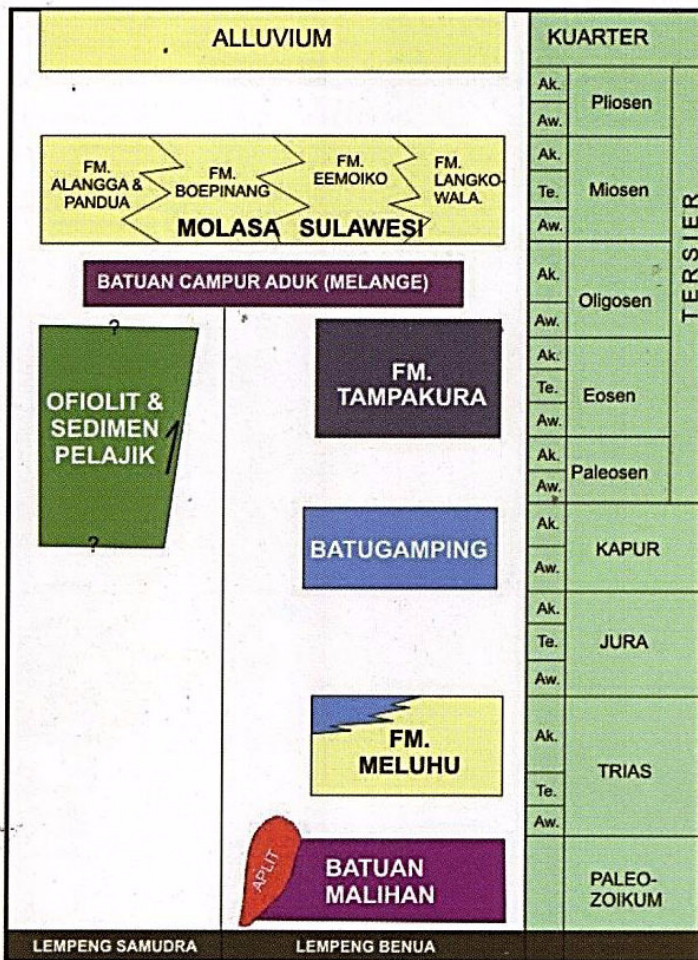 ALLUVIUM
KUARTER
Ak.
Pliosen
Aw.
FM.
ALANGGA &
PANDUA
FM.
BOEPINANG
FM.
EEMOIKO
FM.
LANGKO-
WALA.
MOLASA SULAWESI
Ak.
Te.
Miosen
Aw.
TERSIER
BATUAN CAMPUR ADUK (MELANGE)
Ak.
Oligosen
Aw.
?
OFIOLIT &
SEDIMEN
PELAJIK
?
FM.
TAMPAKURA
Ak.
Te.
Eosen
Aw.
Ak.
Paleosen
Aw.
BATUGAMPING
Ak.
KAPUR
Aw.
Ak.
Te.
JURA
Aw.
FM.
MELUHU
Ak.
TRIAS
Te.
Aw.
APLIT
BATUAN
MALIHAN
PALEO-
ZOIKUM
LEMPENG SAMUDRA
LEMPENG BENUA